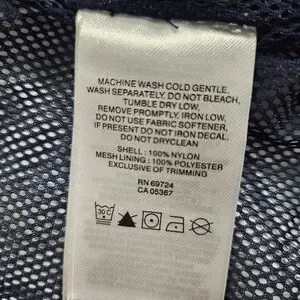 MACHINE WASH COLD GENTLE,
WASH SEPARATELY. DO NOT BLEACH,
TUMBLE DRY LOW,
REMOVE PROMPTLY. IRON LOW,
DO NOT USE FABRIC SOFTENER,
IF PRESENT DO NOT IRON DECAL,
DO NOT DRYCLEAN
SHELL : 100% NYLON
MESH LINING : 100% POLYESTER
EXCLUSIVE OF TRIMMING
RN 69724
CA 05367
30 C